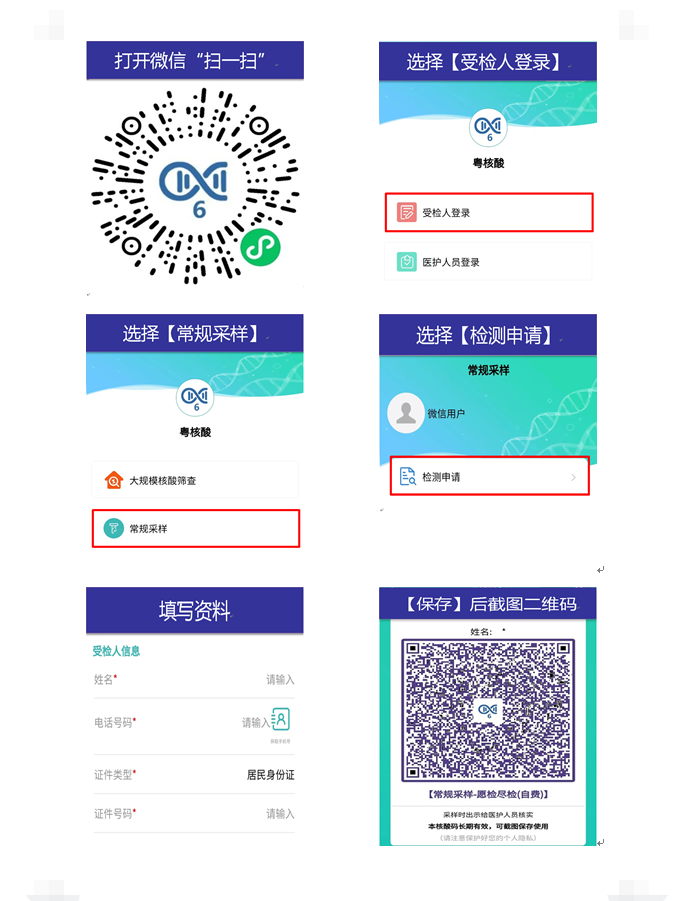 打开微信“扫一扫”
6
选择【受检人登录】
6
粤核酸
受检人登录
医护人员登录
选择【常规采样】
6
粤核酸
大规模核酸筛查
常规采样
选择【检测申请】
常规采样
微信用户
检测申请
填写资料
受检人信息
姓名* 请输入
电话号码* 请输入
证件类型* 居民身份证
证件号码* 请输入
【保存】后截图二维码
姓名： *
6
【常规采样-愿检尽检(自费)】
采样时出示给医护人员核实
本核酸码长期有效，可截图保存使用
（请注意保护好您的个人隐私）